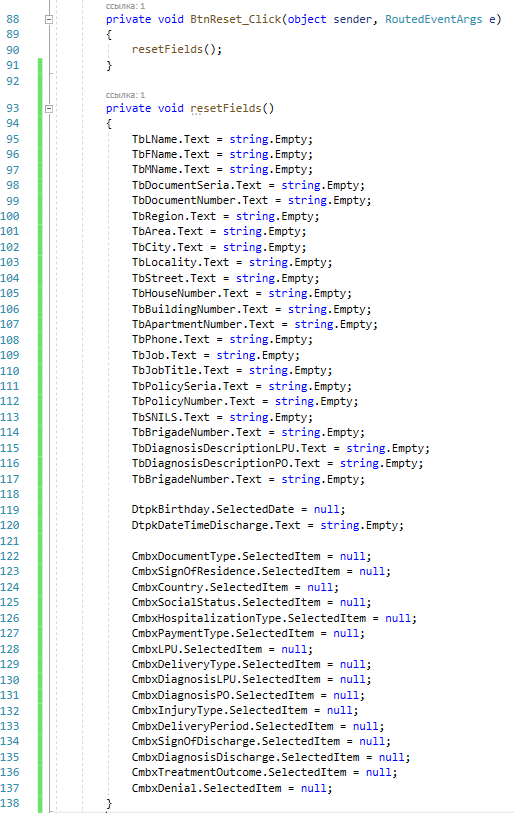 ссылка: 1
88 private void BtnReset_Click(object sender, RoutedEventArgs e)
89 {
90 resetFields();
91 }
92
ссылка: 1
93 private void resetFields()
94 {
95 TbLName.Text = string.Empty;
96 TbFName.Text = string.Empty;
97 TbMName.Text = string.Empty;
98 TbDocumentSeria.Text = string.Empty;
99 TbDocumentNumber.Text = string.Empty;
100 TbRegion.Text = string.Empty;
101 TbArea.Text = string.Empty;
102 TbCity.Text = string.Empty;
103 TbLocality.Text = string.Empty;
104 TbStreet.Text = string.Empty;
105 TbHouseNumber.Text = string.Empty;
106 TbBuildingNumber.Text = string.Empty;
107 TbApartmentNumber.Text = string.Empty;
108 TbPhone.Text = string.Empty;
109 TbJob.Text = string.Empty;
110 TbJobTitle.Text = string.Empty;
111 TbPolicySeria.Text = string.Empty;
112 TbPolicyNumber.Text = string.Empty;
113 TbSNILS.Text = string.Empty;
114 TbBrigadeNumber.Text = string.Empty;
115 TbDiagnosisDescriptionLPU.Text = string.Empty;
116 TbDiagnosisDescriptionPO.Text = string.Empty;
117 TbBrigadeNumber.Text = string.Empty;
118
119 DtpkBirthday.SelectedDate = null;
120 DtpkDateTimeDischarge.Text = string.Empty;
121
122 CmbxDocumentType.SelectedItem = null;
123 CmbxSignOfResidence.SelectedItem = null;
124 CmbxCountry.SelectedItem = null;
125 CmbxSocialStatus.SelectedItem = null;
126 CmbxHospitalizationType.SelectedItem = null;
127 CmbxPaymentType.SelectedItem = null;
128 CmbxLPU.SelectedItem = null;
129 CmbxDeliveryType.SelectedItem = null;
130 CmbxDiagnosisLPU.SelectedItem = null;
131 CmbxDiagnosisPO.SelectedItem = null;
132 CmbxInjuryType.SelectedItem = null;
133 CmbxDeliveryPeriod.SelectedItem = null;
134 CmbxSignOfDischarge.SelectedItem = null;
135 CmbxDiagnosisDischarge.SelectedItem = null;
136 CmbxTreatmentOutcome.SelectedItem = null;
137 CmbxDenial.SelectedItem = null;
138 }